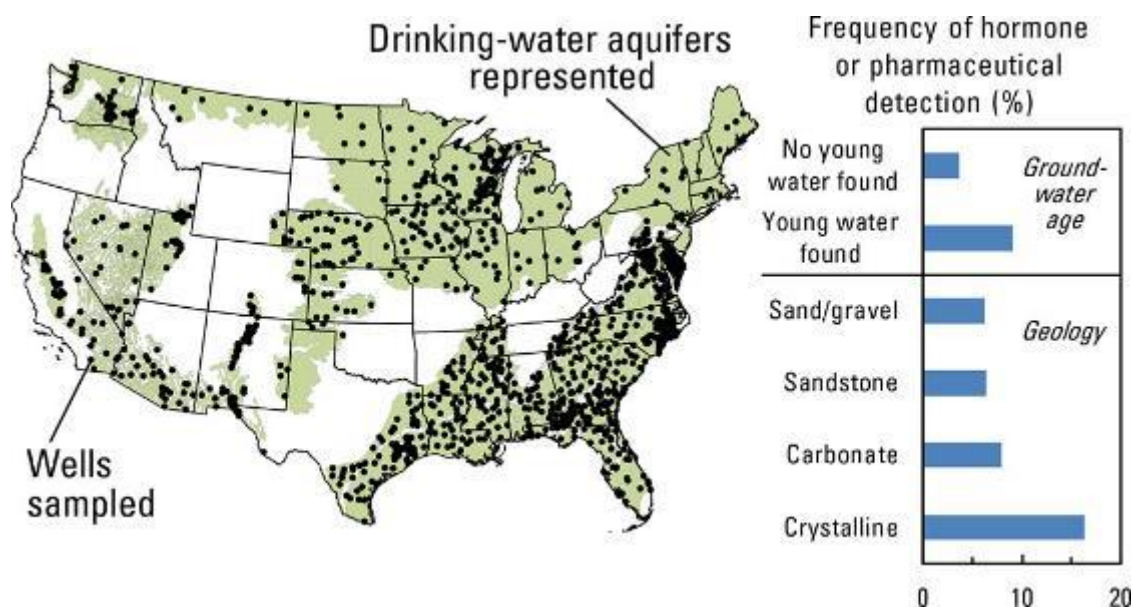 Drinking-water aquifers
represented
Wells
sampled
Frequency of hormone
or pharmaceutical
detection (%)
No young
water found
Young water
found
Ground-
water
age
Sand/gravel
Sandstone
Carbonate
Crystalline
Geology
0 10 20